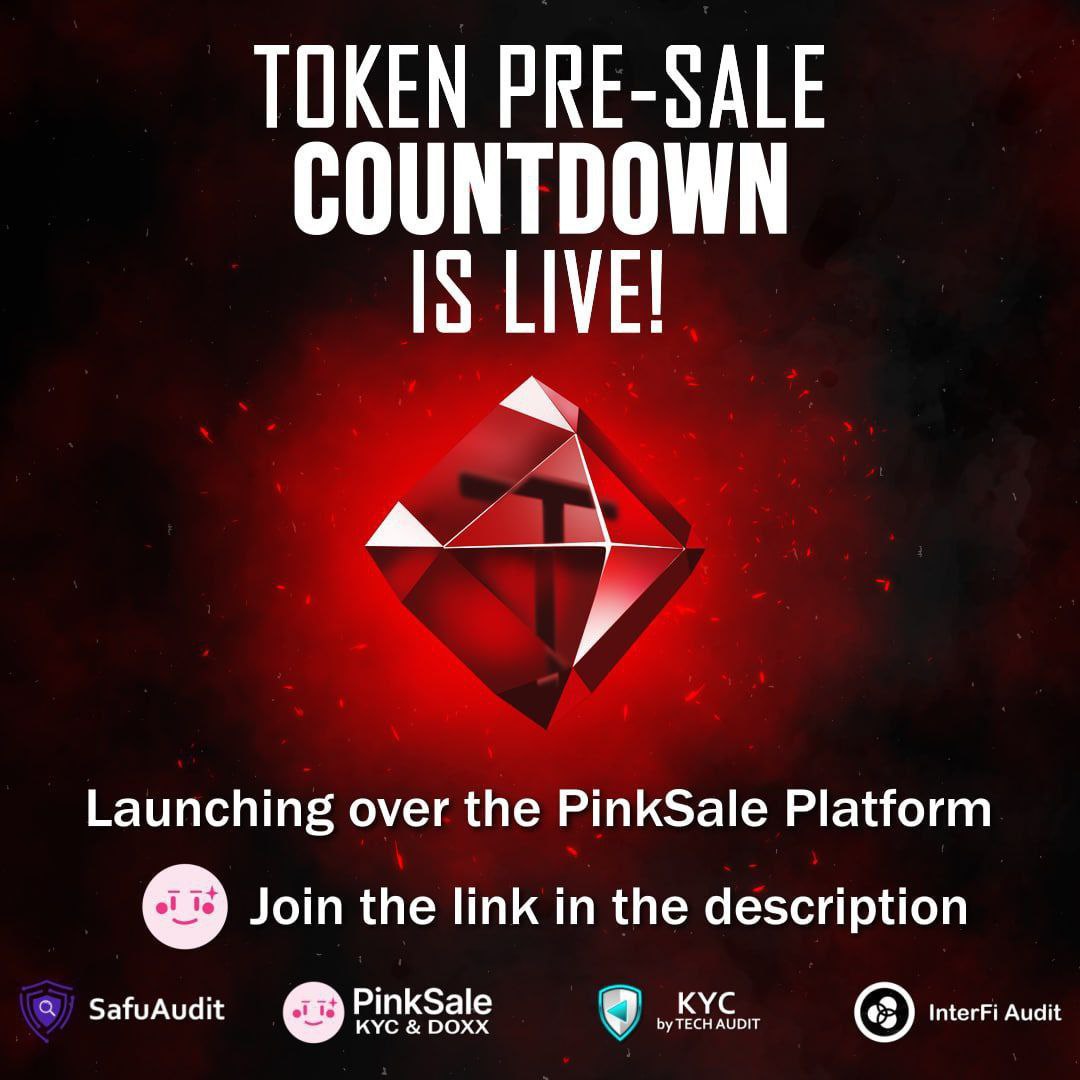 TOKEN PRE-SALE
COUNTDOWN
IS LIVE!
T
Launching over the PinkSale Platform
Join the link in the description
SafuAudit
PinkSale
KYC & DOXX
KYC
by TECH AUDIT
InterFi Audit